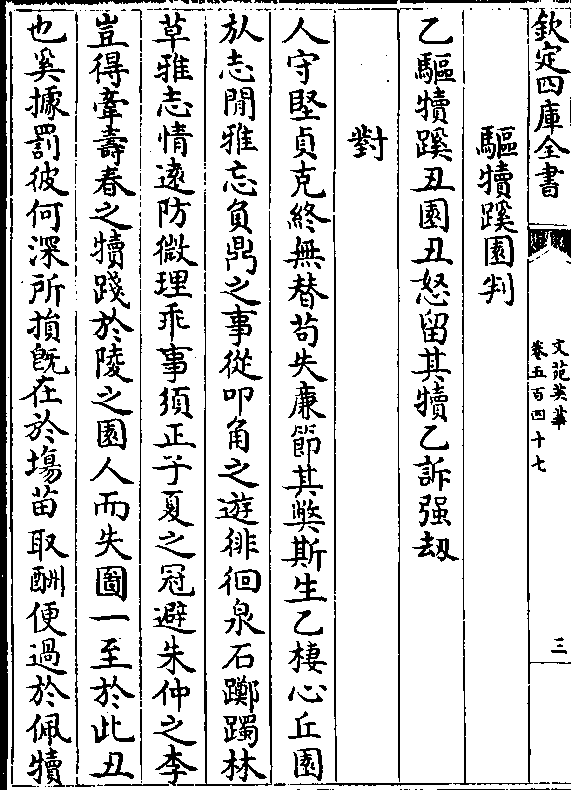 欽定四庫全書
文苑英華
卷五百四十七
三
驅犢蹊園判
乙驅犢蹊丑園丑怒留其犢乙訴强刼
對
人守堅貞克終無替苟失廉節其獘斯生乙棲心丘園
放志閒雅忘負鼎之事從叩角之遊徘徊泉石躑躅林
草雅志情遠防微理乖事須正子夏之冠避朱仲之李
豈得牽壽春之犢踐於陵之園人而失圖一至於此丑
也奚據罰彼何深所損既在於場苗取酬便過於佩犢